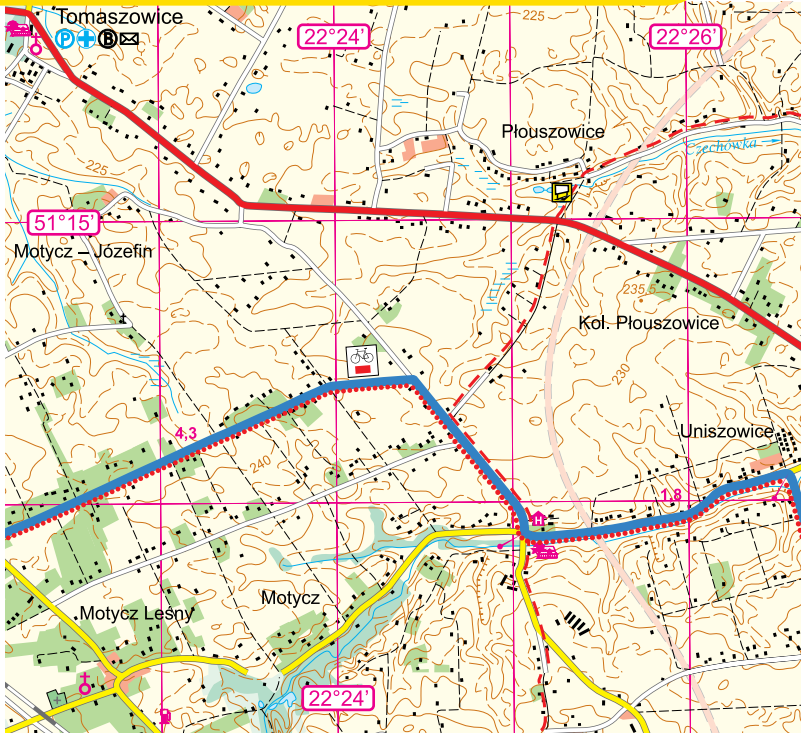 Tomaszowice
P B
22°24'
225
22°26'
Płouszowice
Czechówka
225
51°15'
Motycz – Józefin
235,5
Kol. Płouszowice
230
4,3
240
Uniszowice
1,8
Motycz Leśny
Motycz
22°24'